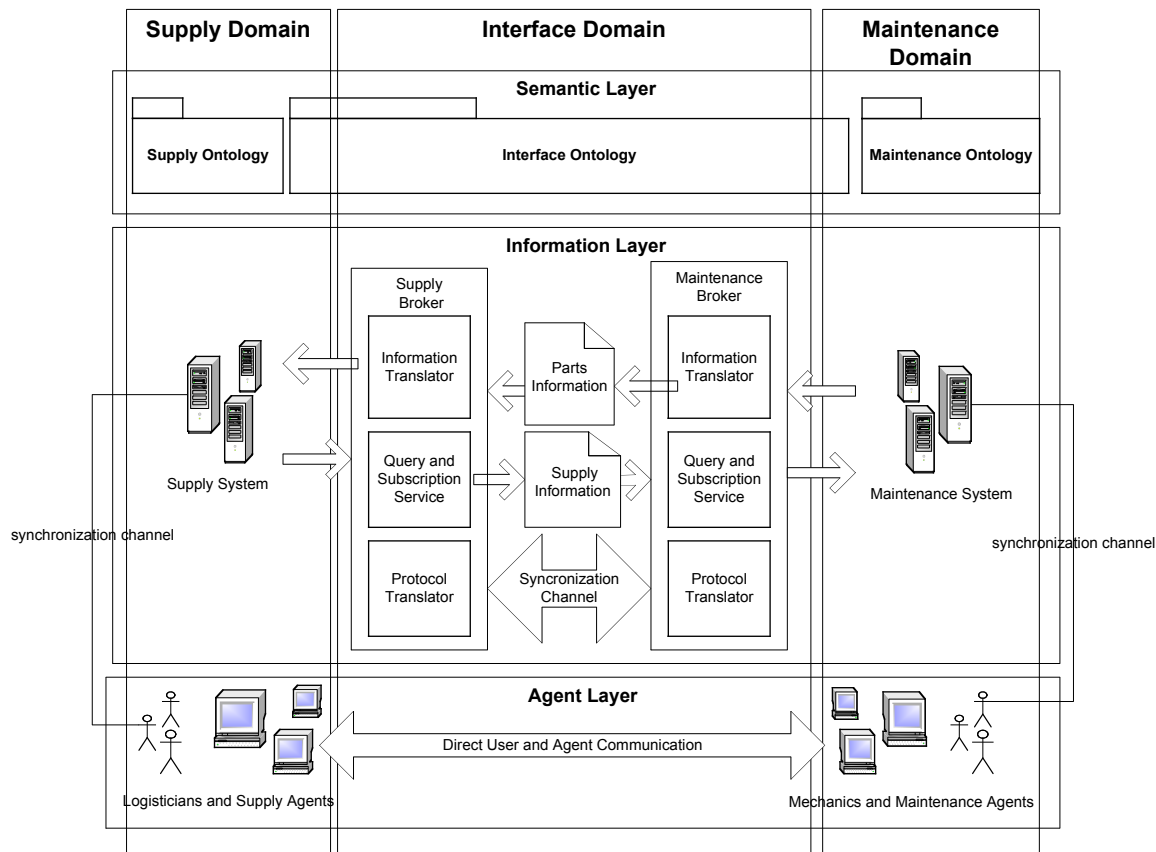 Supply Domain
Interface Domain
Maintenance
Domain
Semantic Layer
Supply Ontology
Interface Ontology
Maintenance Ontology
Information Layer
Supply
Broker
Maintenance
Broker
Information
Translator
Parts
Information
Information
Translator
Query and
Subscription
Service
Supply
Information
Query and
Subscription
Service
Supply System
Maintenance System
synchronization channel
synchronization channel
Protocol
Translator
Syncronization
Channel
Protocol
Translator
Agent Layer
Direct User and Agent Communication
Logisticians and Supply Agents
Mechanics and Maintenance Agents